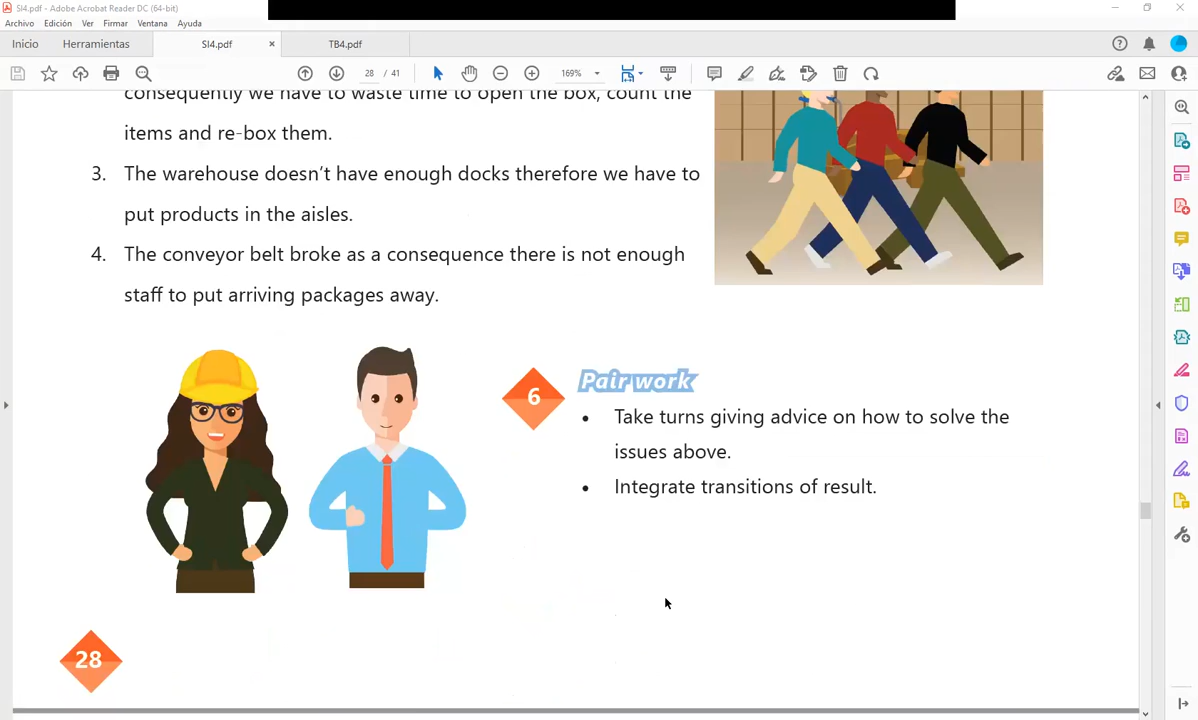 SI4.pdf - Adobe Acrobat Reader DC (64-bit)
Archivo Edición Ver Firmar Ventana Ayuda
Inicio Herramientas SI4.pdf × TB4.pdf
28 / 41 169%
consequently we have to waste time to open the box, count the
items and re-box them.
3. The warehouse doesn't have enough docks therefore we have to
put products in the aisles.
4. The conveyor belt broke as a consequence there is not enough
staff to put arriving packages away.
6 Pair work
• Take turns giving advice on how to solve the
issues above.
• Integrate transitions of result.
28